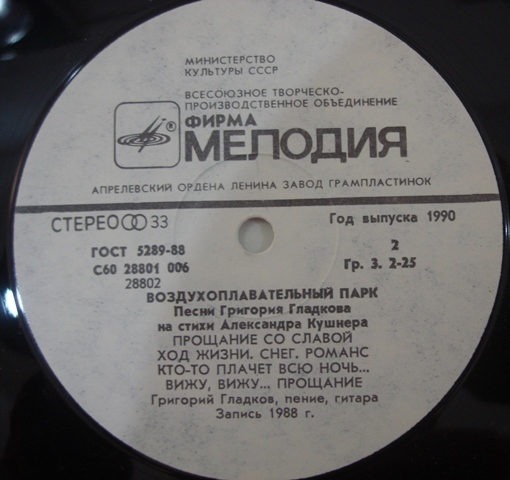 МИНИСТЕРСТВО
КУЛЬТУРЫ СССР
ВСЕСОЮЗНОЕ ТВОРЧЕСКО-
ПРОИЗВОДСТВЕННОЕ ОБЪЕДИНЕНИЕ
ФИРМА
® МЕЛОДИЯ
АПРЕЛЕВСКИЙ ОРДЕНА ЛЕНИНА ЗАВОД ГРАМПЛАСТИНОК
СТЕРЕО 33
Год выпуска 1990
ГОСТ 5289-88
2
С60 28801 006
Гр. 3. 2-25
28802
ВОЗДУХОПЛАВАТЕЛЬНЫЙ ПАРК
Песни Григория Гладкова
на стихи Александра Кушнера
ПРОЩАНИЕ СО СЛАВОЙ
ХОД ЖИЗНИ. СНЕГ. РОМАНС
КТО-ТО ПЛАЧЕТ ВСЮ НОЧЬ...
ВИЖУ, ВИЖУ... ПРОЩАНИЕ
Григорий Гладков, пение, гитара
Запись 1988 г.